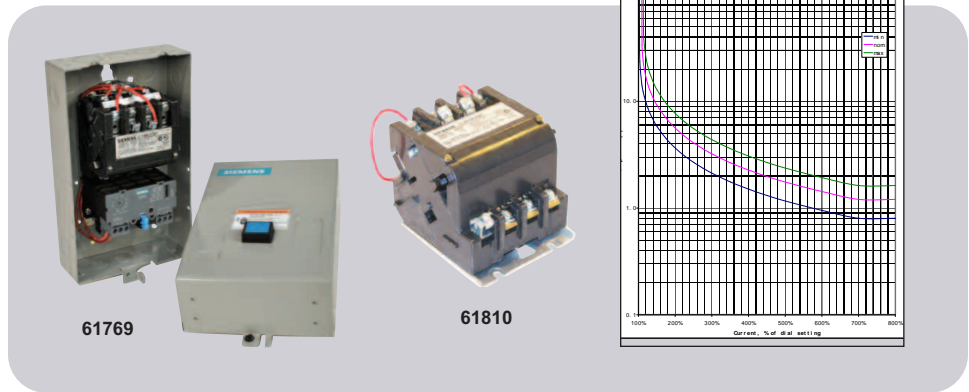 SIEMENS
61769
61810
min
nom
max
10.0
1.0
0.1
100% 200% 300% 400% 500% 600% 700% 800%
Current, % of dial setting